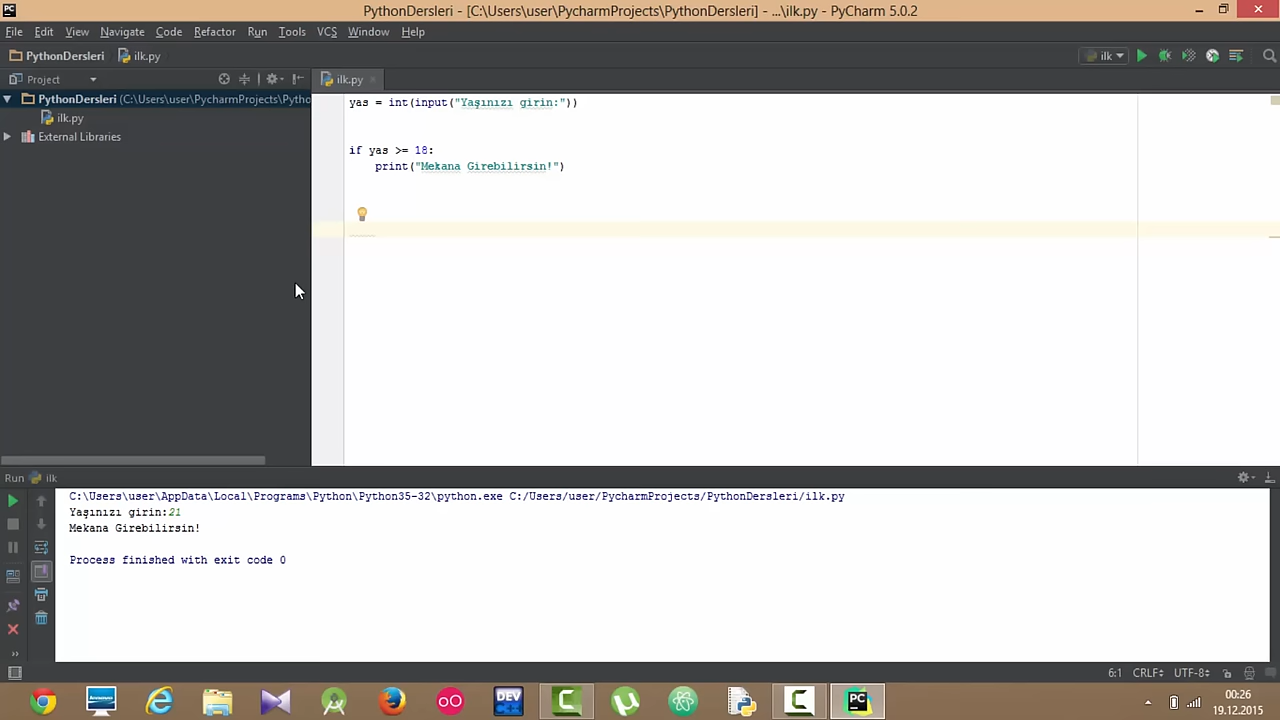 PythonDersleri - [C:\Users\user\PycharmProjects\PythonDersleri] - ...\ilk.py - PyCharm 5.0.2
File Edit View Navigate Code Refactor Run Tools VCS Window Help
PythonDersleri ilk.py ilk
Project ilk.py
PythonDersleri (C:\Users\user\PycharmProjects\Pytho
ilk.py
External Libraries
yas = int(input("Yaşınızı girin:"))
if yas >= 18:
print("Mekana Girebilirsin!")
Run ilk
C:\Users\user\AppData\Local\Programs\Python\Python35-32\python.exe C:/Users/user/PycharmProjects/PythonDersleri/ilk.py
Yaşınızı girin:21
Mekana Girebilirsin!
Process finished with exit code 0
6:1 CRLF UTF-8
DEV
PC
00:26
19.12.2015